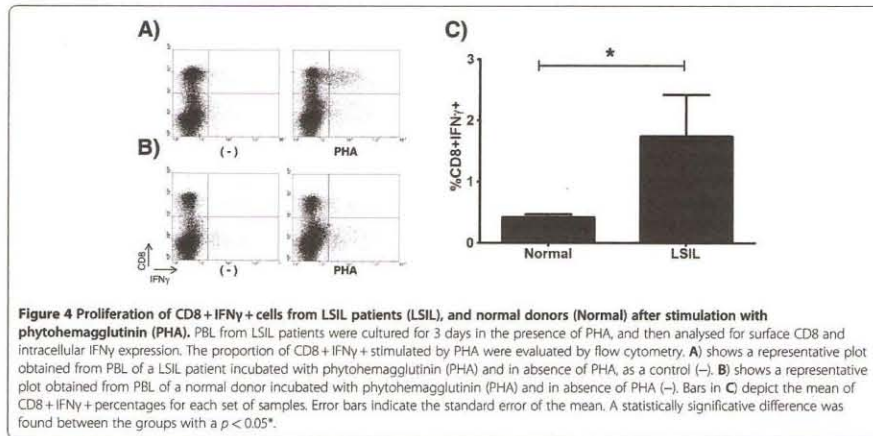 A)
C)
*
3
2
1
0
%CD8+IFNγ+
Normal
LSIL
(-)
PHA
B)
CD8
IFNγ
(-)
PHA
Figure 4 Proliferation of CD8 + IFNγ + cells from LSIL patients (LSIL), and normal donors (Normal) after stimulation with
phytohemagglutinin (PHA). PBL from LSIL patients were cultured for 3 days in the presence of PHA, and then analysed for surface CD8 and
intracellular IFNγ expression. The proportion of CD8 + IFNγ + stimulated by PHA were evaluated by flow cytometry. A) shows a representative plot
obtained from PBL of a LSIL patient incubated with phytohemagglutinin (PHA) and in absence of PHA, as a control (–). B) shows a representative
plot obtained from PBL of a normal donor incubated with phytohemagglutinin (PHA) and in absence of PHA (–). Bars in C) depict the mean of
CD8 + IFNγ + percentages for each set of samples. Error bars indicate the standard error of the mean. A statistically significative difference was
found between the groups with a p < 0.05*.